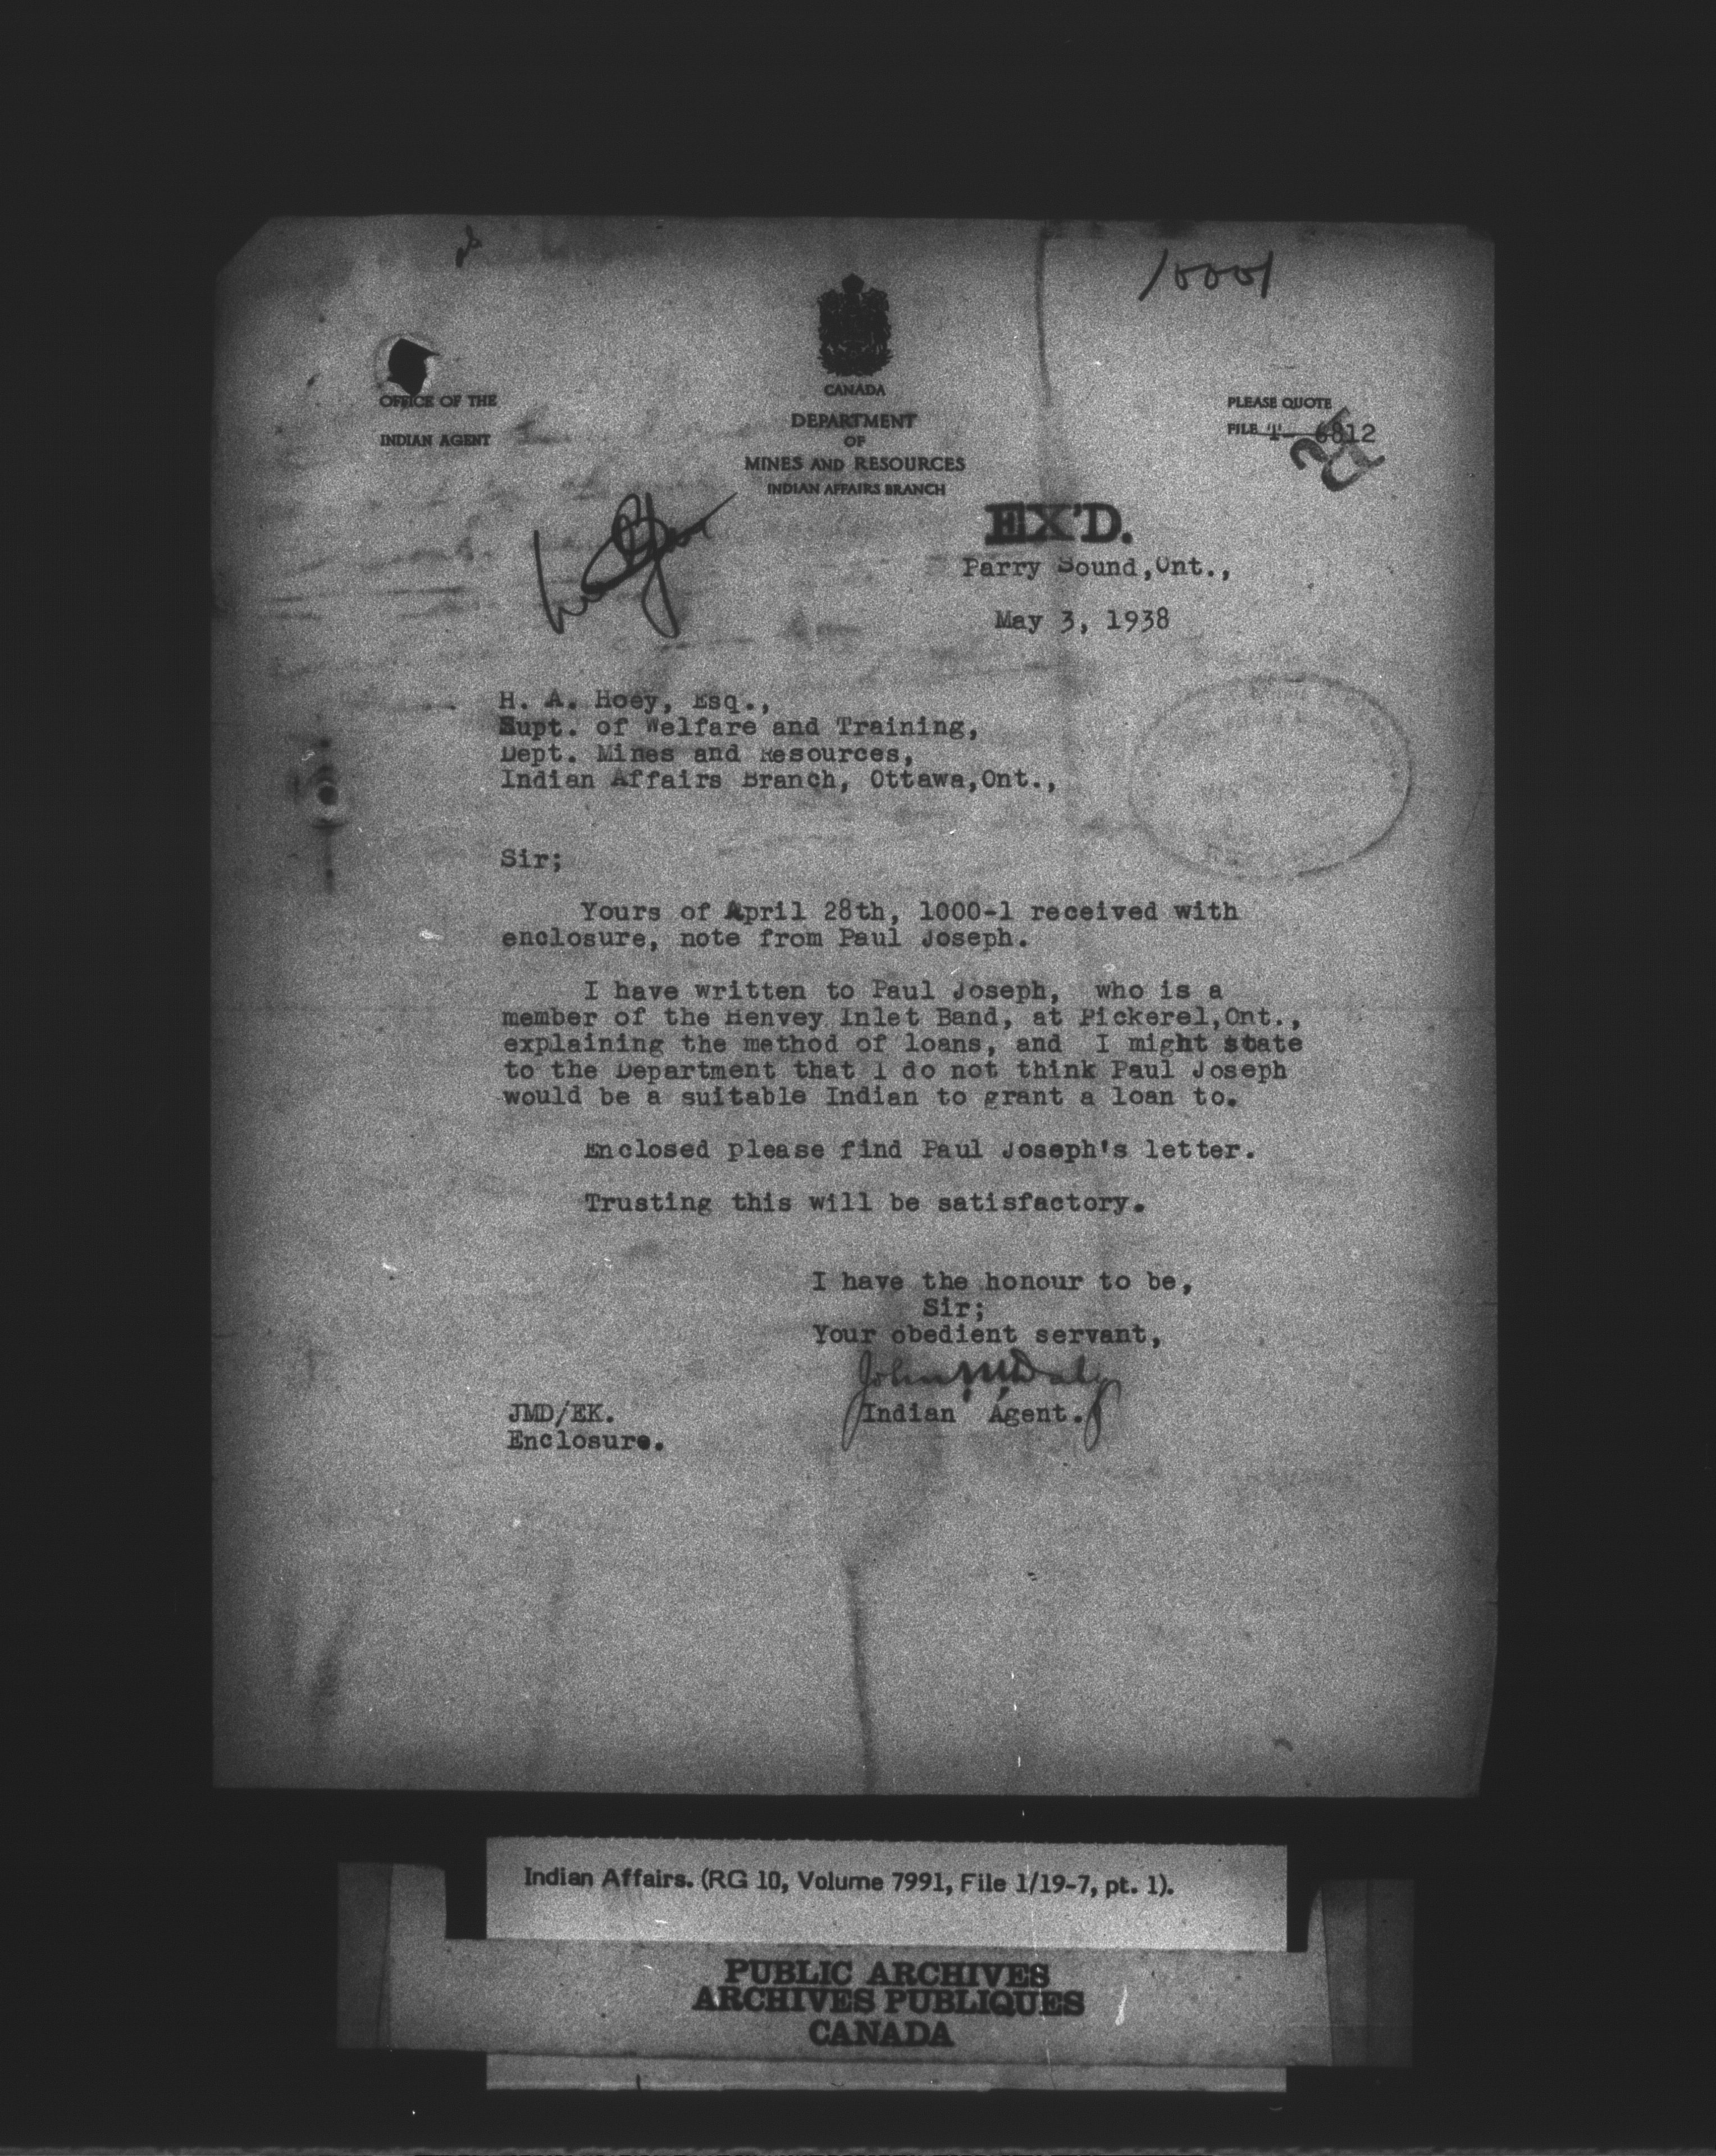 10001
CANADA
OFFICE OF THE
INDIAN AGENT
DEPARTMENT
OF
MINES AND RESOURCES
INDIAN AFFAIRS BRANCH
PLEASE QUOTE
FILE 6812
EX'D.
Parry Sound,Ont.,
May 3, 1938
H. A. Hoey, Esq.,
Supt. of Welfare and Training,
Dept. Mines and Resources,
Indian Affairs Branch, Ottawa,Ont.,
Sir;
Yours of April 28th, 1000-1 received with
enclosure, note from Paul Joseph.
I have written to Paul Joseph, who is a
member of the Henvey Inlet Band, at Pickerel,Ont.,
explaining the method of loans, and I might state
to the Department that I do not think Paul Joseph
would be a suitable Indian to grant a loan to.
Enclosed please find Paul Joseph's letter.
Trusting this will be satisfactory.
I have the honour to be,
Sir;
Your obedient servant,
John M Daly
Indian Agent.
JMD/EK.
Enclosure.
Indian Affairs. (RG 10, Volume 7991, File 1/19-7, pt. 1).
PUBLIC ARCHIVES
ARCHIVES PUBLIQUES
CANADA